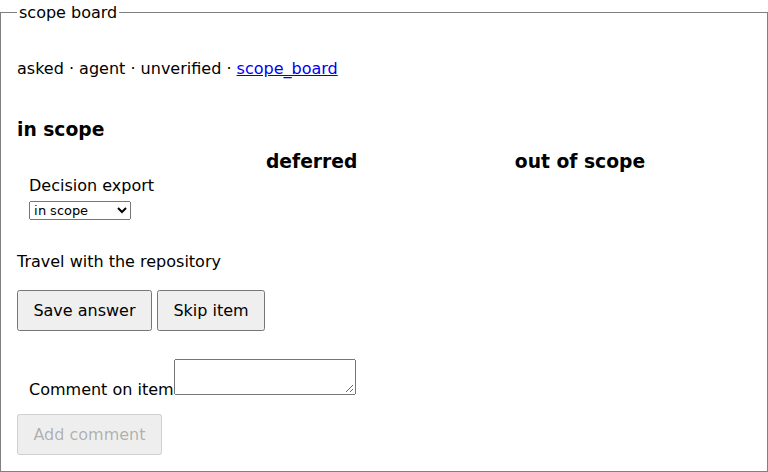 scope board
asked · agent · unverified · scope_board
in scope
deferred
out of scope
Decision export
in scope
Travel with the repository
Save answer
Skip item
Comment on item
Add comment